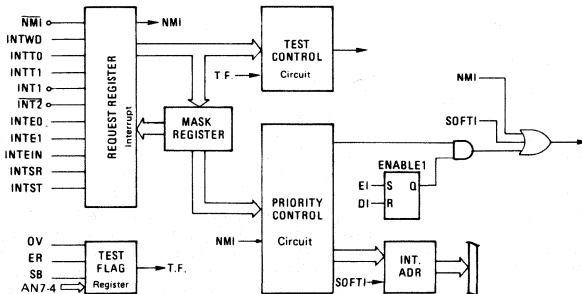 NMI
INTWD
INTT0
INTT1
INT1
INT2
INTE0
INTE1
INTEIN
INTSR
INTST
REQUEST REGISTER
Interrupt
NMI
TEST
CONTROL
Circuit
T.F.
MASK
REGISTER
PRIORITY
CONTROL
Circuit
NMI
ENABLE1
EI
S
Q
DI
R
NMI
SOFTI
INT.
ADR
SOFTI
OV
ER
SB
AN7-4
TEST
FLAG
Register
T.F.